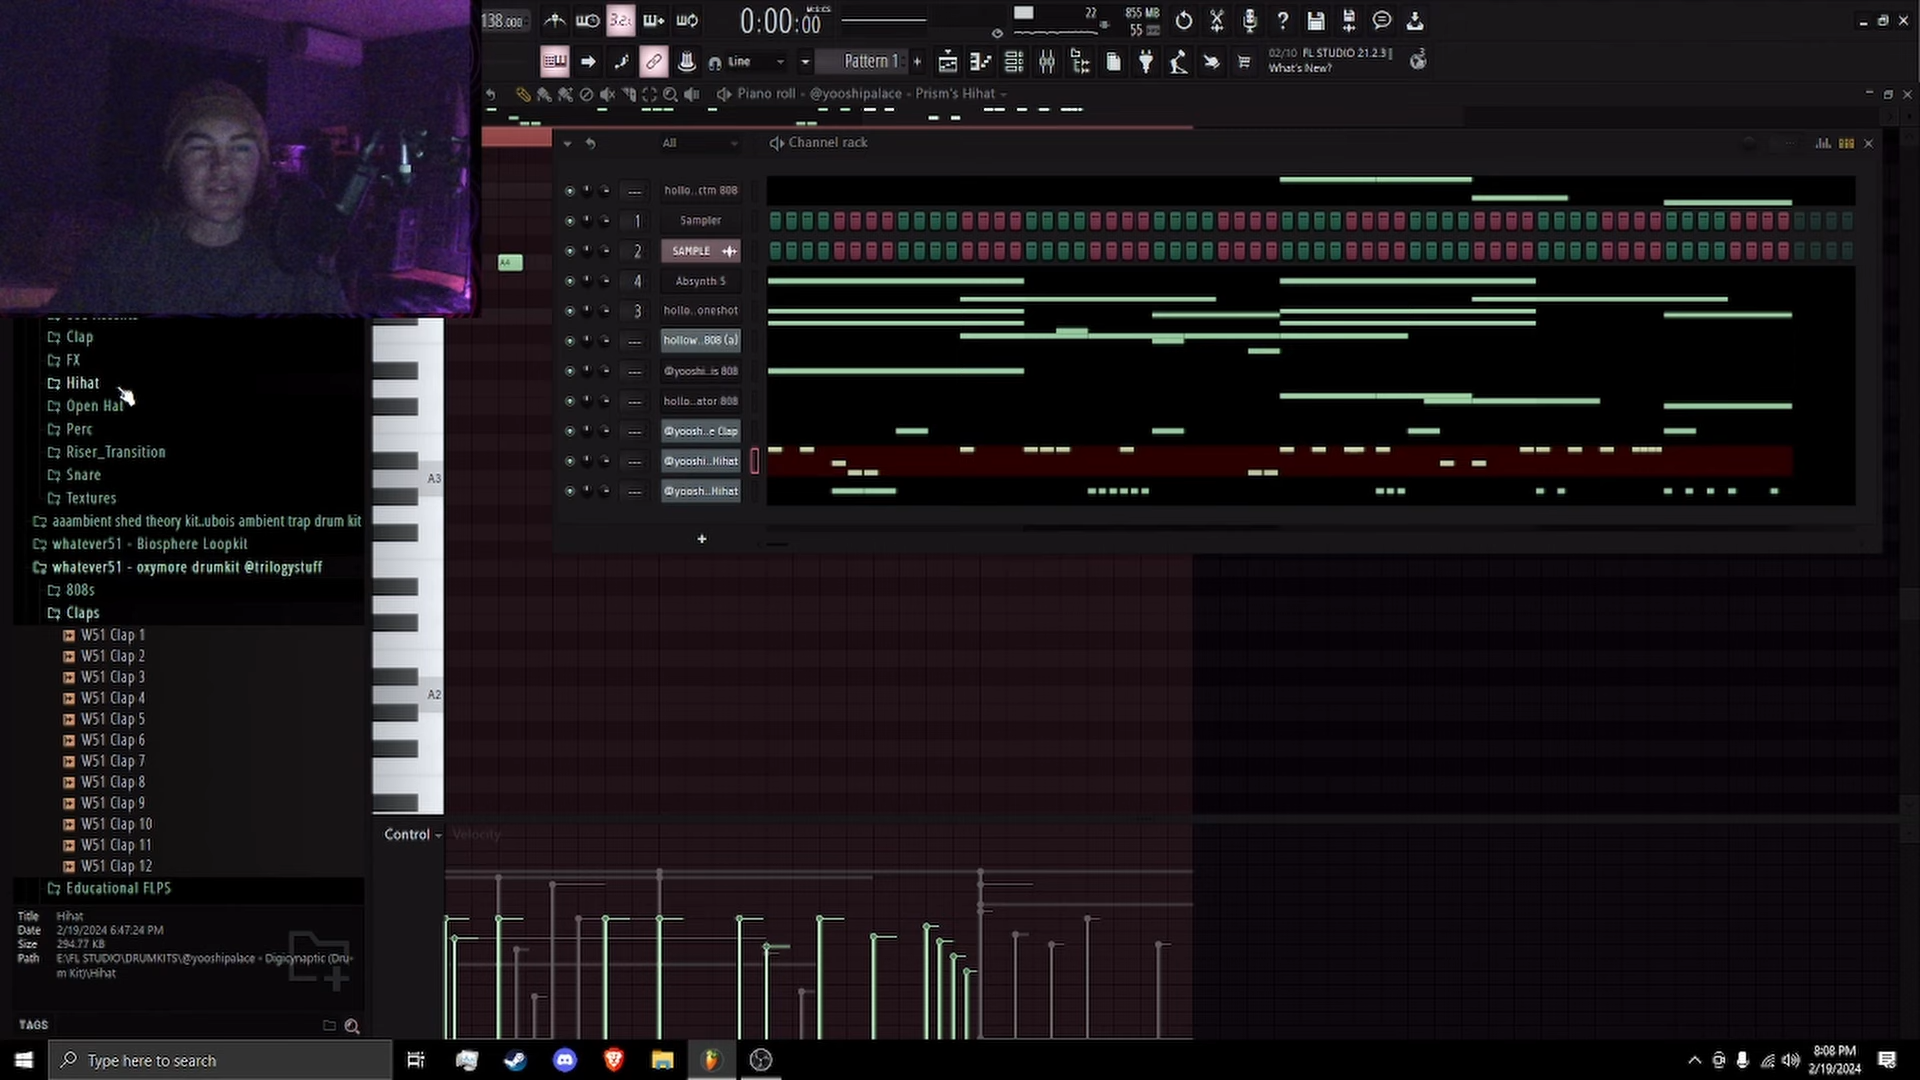 138.000
3.2.x
0:00:00
M:S:CS
22
855 MB
55
Line
Pattern 1
+
02/10 FL STUDIO 21.2.3
What's New?
Piano roll - @yooshipalace - Prism's Hihat
All
Channel rack
hollo..ctm 808
1
Sampler
2
SAMPLE
4
Absynth 5
3
hollo..oneshot
hollow..808 (a)
@yooshi..is 808
hollo..ator 808
@yoosh..e Clap
@yooshi..Hihat
@yoosh..Hihat
+
A4
A3
A2
Clap
FX
Hihat
Open Hat
Perc
Riser_Transition
Snare
Textures
aaambient shed theory kit..ubois ambient trap drum kit
whatever51 - Biosphere Loopkit
whatever51 - oxymore drumkit @trilogystuff
808s
Claps
W51 Clap 1
W51 Clap 2
W51 Clap 3
W51 Clap 4
W51 Clap 5
W51 Clap 6
W51 Clap 7
W51 Clap 8
W51 Clap 9
W51 Clap 10
W51 Clap 11
W51 Clap 12
Educational FLPS
Control
Velocity
Title Hihat
Date 2/19/2024 6:47:24 PM
Size 294.77 KB
Path E:\FL STUDIO\DRUMKITS\@yooshipalace - Digicynaptic (Dru-
m Kit)\Hihat
TAGS
Type here to search
8:08 PM
2/19/2024